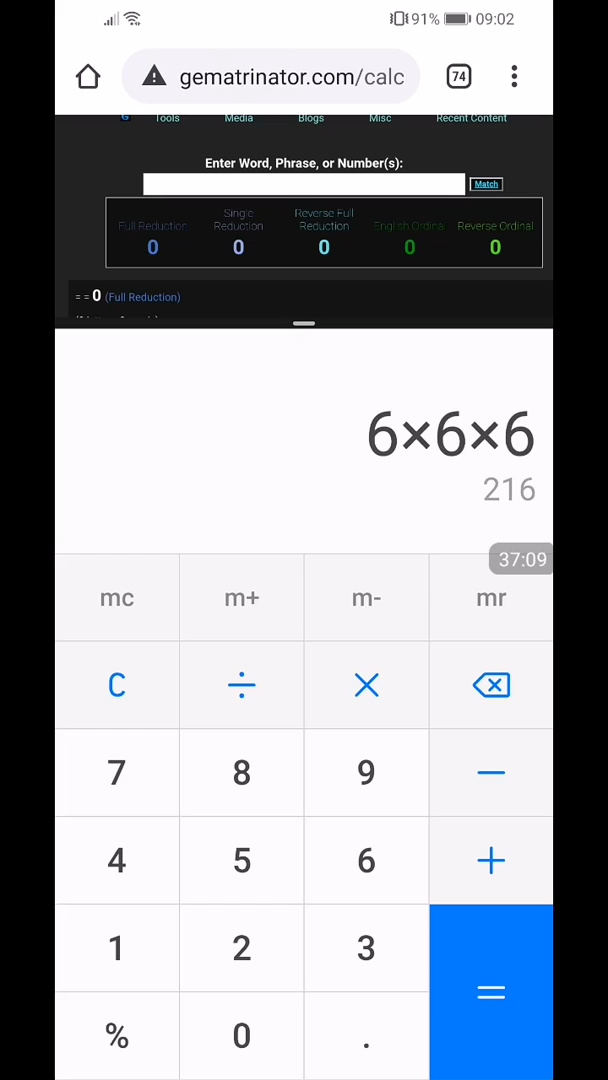 91% 09:02
gematrinator.com/calc 74
Tools Media Blogs Misc Recent Content
Enter Word, Phrase, or Number(s):
Match
Full Reduction Single Reduction Reverse Full Reduction English Ordinal Reverse Ordinal
0 0 0 0 0
= = 0 (Full Reduction)
6×6×6
216
37:09
mc m+ m- mr
C ÷ ×
7 8 9 −
4 5 6 +
1 2 3
% 0 . =